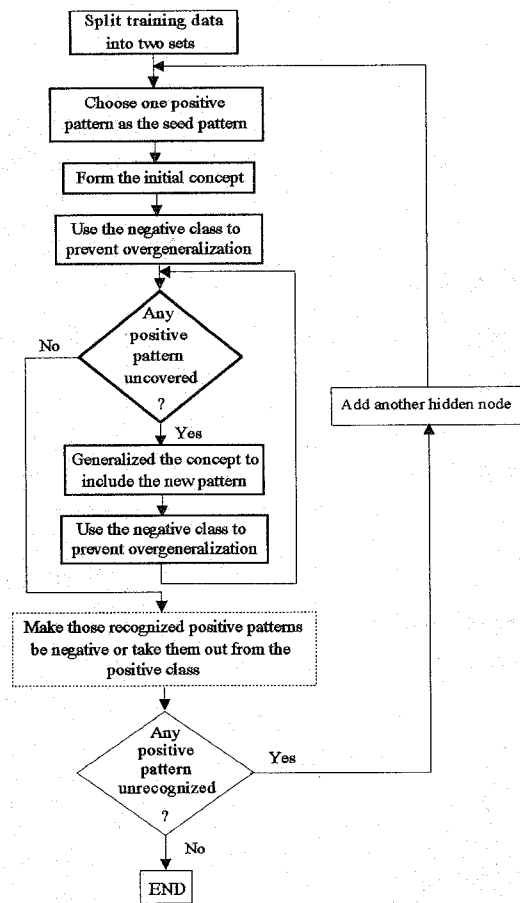 Split training data
into two sets
Choose one positive
pattern as the seed pattern
Form the initial concept
Use the negative class to
prevent overgeneralization
Any
positive
pattern
uncovered
?
No
Yes
Generalized the concept to
include the new pattern
Use the negative class to
prevent overgeneralization
Add another hidden node
Make those recognized positive patterns
be negative or take them out from the
positive class
Any
positive
pattern
unrecognized
?
Yes
No
END